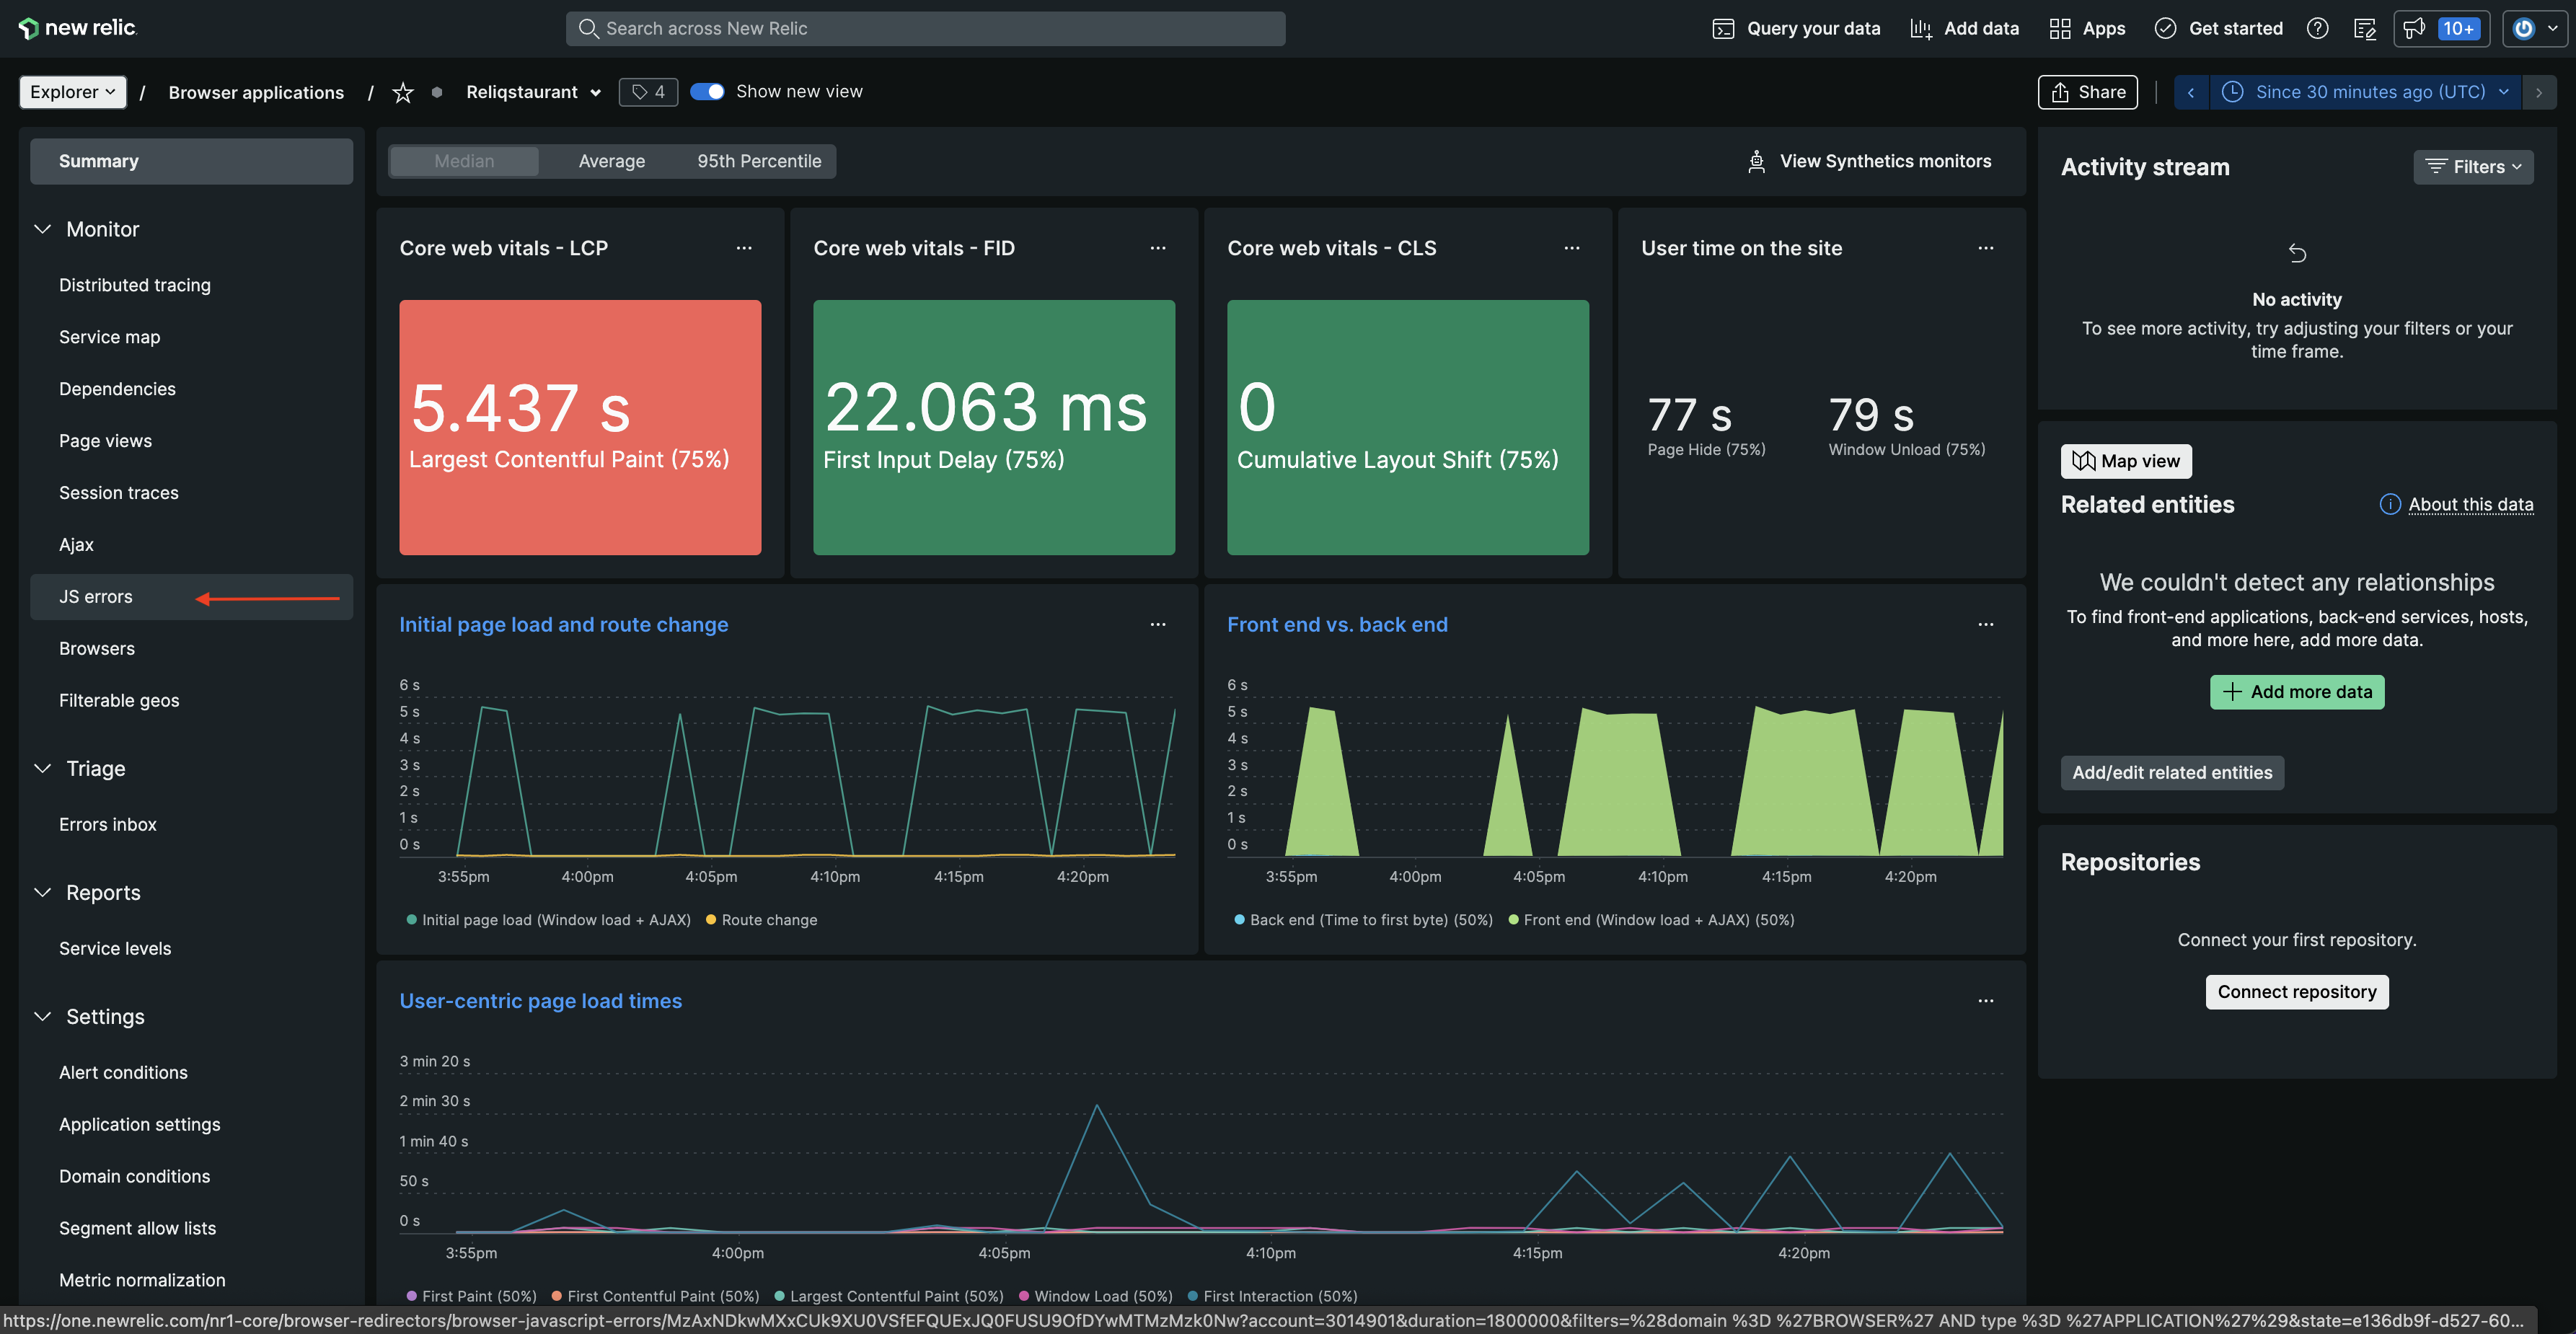 new relic
Search across New Relic
Query your data
Add data
Apps
Get started
10+
Explorer / Browser applications / Reliqstaurant
4
Show new view
Share
Since 30 minutes ago (UTC)
Summary
Monitor
Distributed tracing
Service map
Dependencies
Page views
Session traces
Ajax
JS errors
Browsers
Filterable geos
Triage
Errors inbox
Reports
Service levels
Settings
Alert conditions
Application settings
Domain conditions
Segment allow lists
Metric normalization
Median
Average
95th Percentile
View Synthetics monitors
Core web vitals - LCP
5.437 s
Largest Contentful Paint (75%)
Core web vitals - FID
22.063 ms
First Input Delay (75%)
Core web vitals - CLS
0
Cumulative Layout Shift (75%)
User time on the site
77 s
Page Hide (75%)
79 s
Window Unload (75%)
Initial page load and route change
6 s
5 s
4 s
3 s
2 s
1 s
0 s
3:55pm 4:00pm 4:05pm 4:10pm 4:15pm 4:20pm
Initial page load (Window load + AJAX) Route change
Front end vs. back end
6 s
5 s
4 s
3 s
2 s
1 s
0 s
3:55pm 4:00pm 4:05pm 4:10pm 4:15pm 4:20pm
Back end (Time to first byte) (50%) Front end (Window load + AJAX) (50%)
User-centric page load times
3 min 20 s
2 min 30 s
1 min 40 s
50 s
0 s
3:55pm 4:00pm 4:05pm 4:10pm 4:15pm 4:20pm
First Paint (50%) First Contentful Paint (50%) Largest Contentful Paint (50%) Window Load (50%) First Interaction (50%)
Activity stream
Filters
No activity
To see more activity, try adjusting your filters or your
time frame.
Map view
Related entities
About this data
We couldn't detect any relationships
To find front-end applications, back-end services, hosts,
and more here, add more data.
Add more data
Add/edit related entities
Repositories
Connect your first repository.
Connect repository
https://one.newrelic.com/nr1-core/browser-redirectors/browser-javascript-errors/MzAxNDkwMXxCUk9XU0VSfEFQUExJQ0FUSU9OfDYwMTMzMzk0Nw?account=3014901&duration=1800000&filters=%28domain %3D %27BROWSER%27 AND type %3D %27APPLICATION%27%29&state=e136db9f-d527-60...